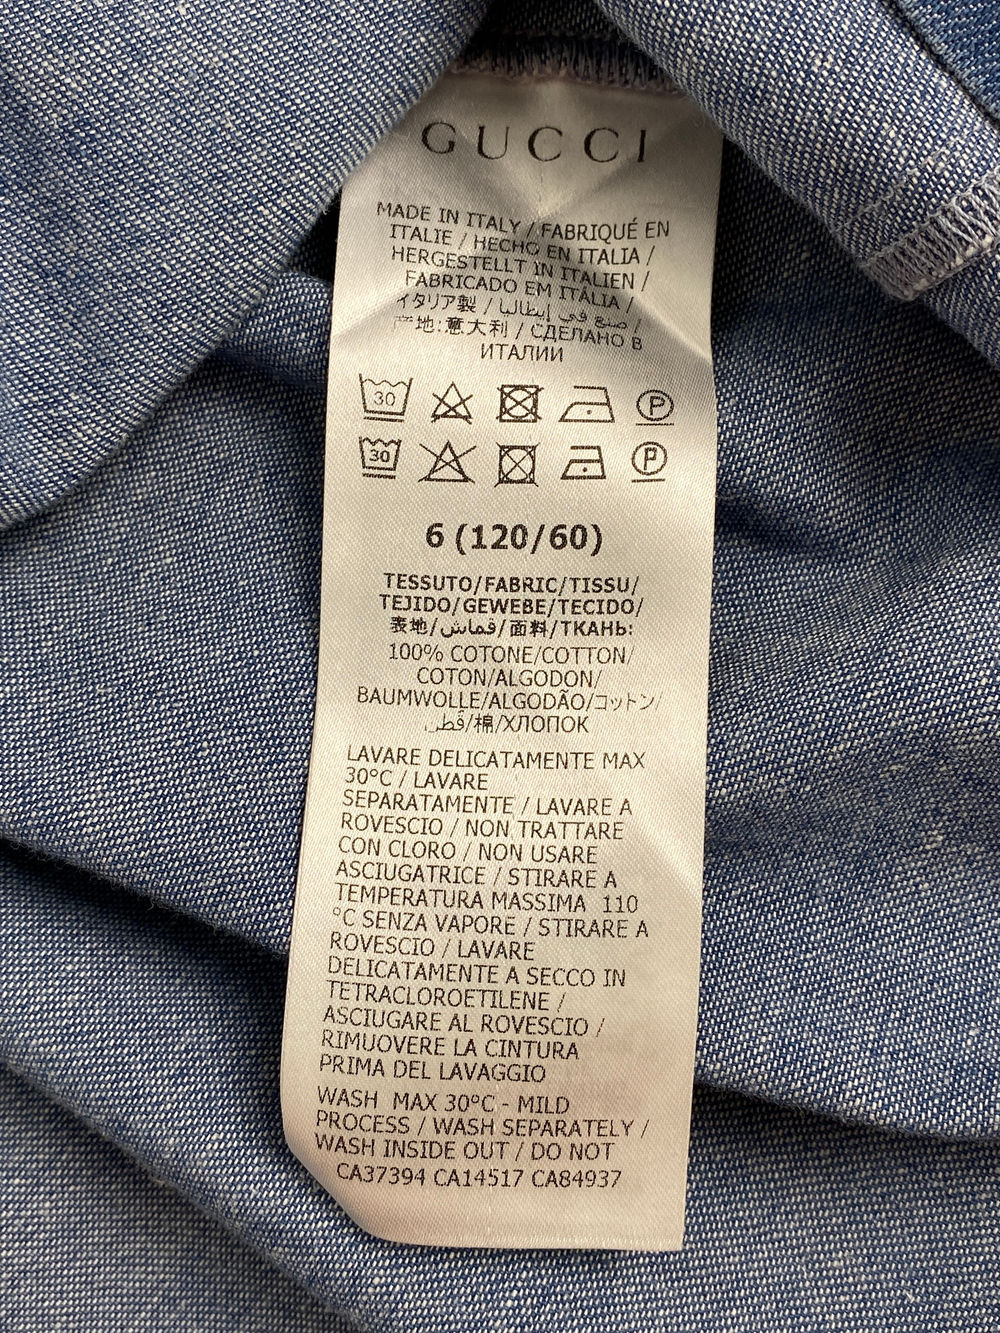 GUCCI
MADE IN ITALY / FABRIQUÉ EN
ITALIE / HECHO EN ITALIA /
HERGESTELLT IN ITALIEN /
FABRICADO EM ITÁLIA /
イタリア製 / صنع في إيطاليا /
产地:意大利 / СДЕЛАНО В
ИТАЛИИ
30 P
30 P
6 (120/60)
TESSUTO/FABRIC/TISSU/
TEJIDO/GEWEBE/TECIDO/
表地/قماش/面料/ТКАНЬ:
100% COTONE/COTTON/
COTON/ALGODON/
BAUMWOLLE/ALGODÃO/コットン/
قطن/棉/ХЛОПОК
LAVARE DELICATAMENTE MAX
30°C / LAVARE
SEPARATAMENTE / LAVARE A
ROVESCIO / NON TRATTARE
CON CLORO / NON USARE
ASCIUGATRICE / STIRARE A
TEMPERATURA MASSIMA 110
°C SENZA VAPORE / STIRARE A
ROVESCIO / LAVARE
DELICATAMENTE A SECCO IN
TETRACLOROETILENE /
ASCIUGARE AL ROVESCIO /
RIMUOVERE LA CINTURA
PRIMA DEL LAVAGGIO
WASH MAX 30°C - MILD
PROCESS / WASH SEPARATELY /
WASH INSIDE OUT / DO NOT
CA37394 CA14517 CA84937